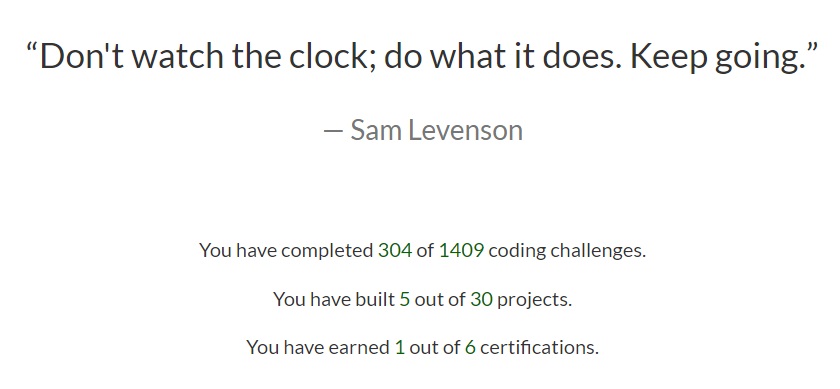 “Don't watch the clock; do what it does. Keep going.”
— Sam Levenson
You have completed 304 of 1409 coding challenges.
You have built 5 out of 30 projects.
You have earned 1 out of 6 certifications.